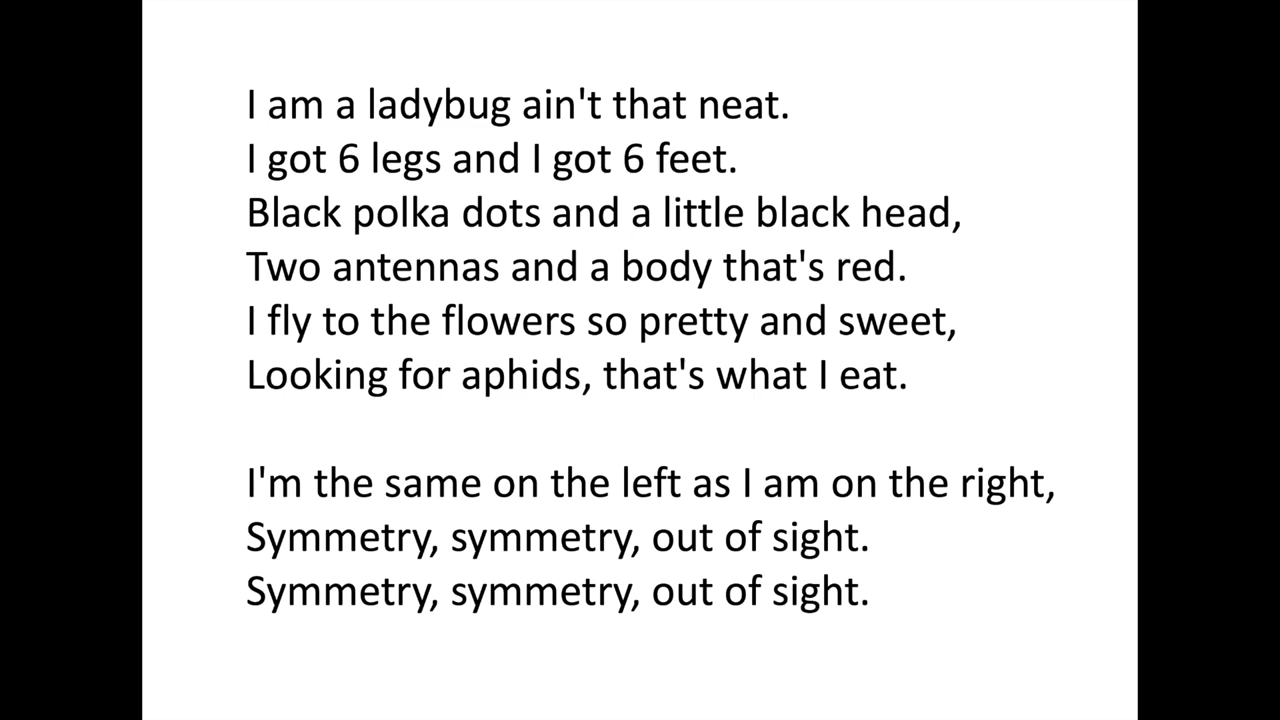 I am a ladybug ain't that neat.
I got 6 legs and I got 6 feet.
Black polka dots and a little black head,
Two antennas and a body that's red.
I fly to the flowers so pretty and sweet,
Looking for aphids, that's what I eat.
I'm the same on the left as I am on the right,
Symmetry, symmetry, out of sight.
Symmetry, symmetry, out of sight.